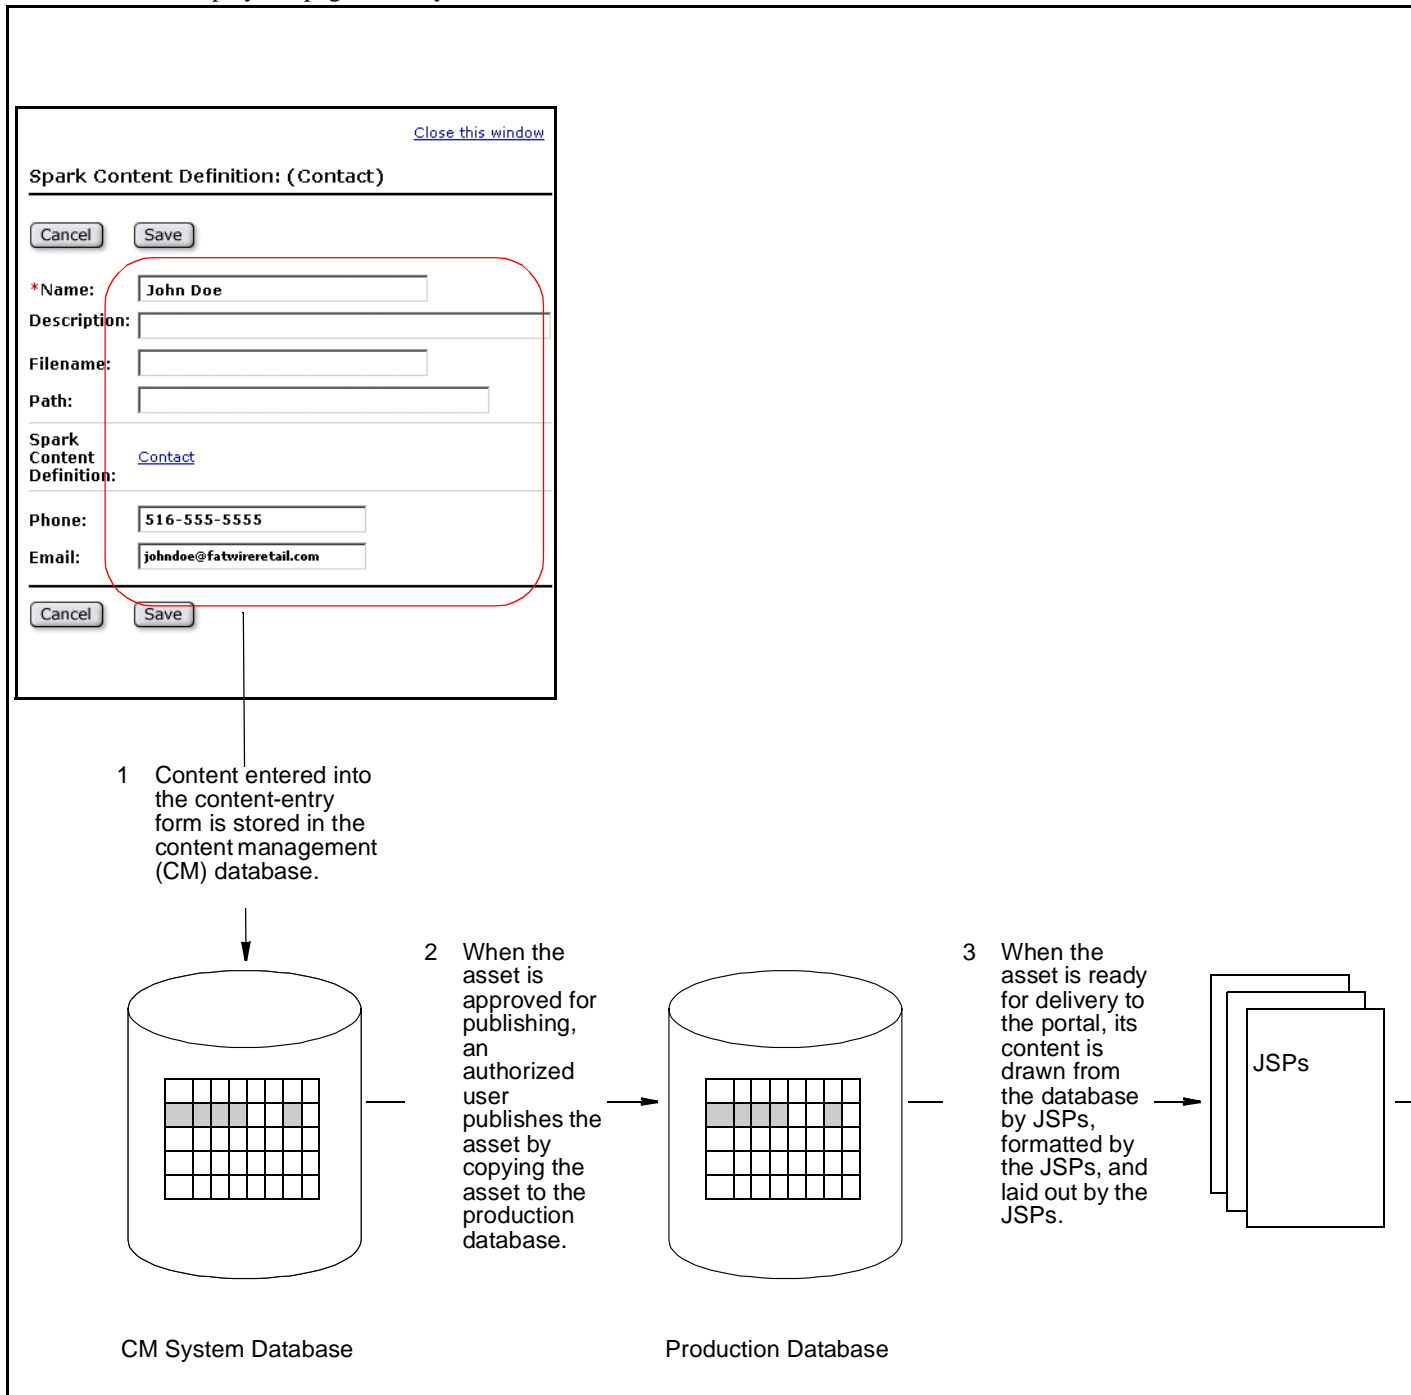 Close this window
Spark Content Definition: (Contact)
Cancel Save
*Name: John Doe
Description:
Filename:
Path:
Spark
Content
Definition:
Contact
Phone: 516-555-5555
Email: johndoe@fatwireretail.com
Cancel Save
1 Content entered into
the content-entry
form is stored in the
content management
(CM) database.
2 When the
asset is
approved for
publishing,
an
authorized
user
publishes the
asset by
copying the
asset to the
production
database.
3 When the
asset is ready
for delivery to
the portal, its
content is
drawn from
the database
by JSPs,
formatted by
the JSPs, and
laid out by the
JSPs.
JSPs
CM System Database
Production Database